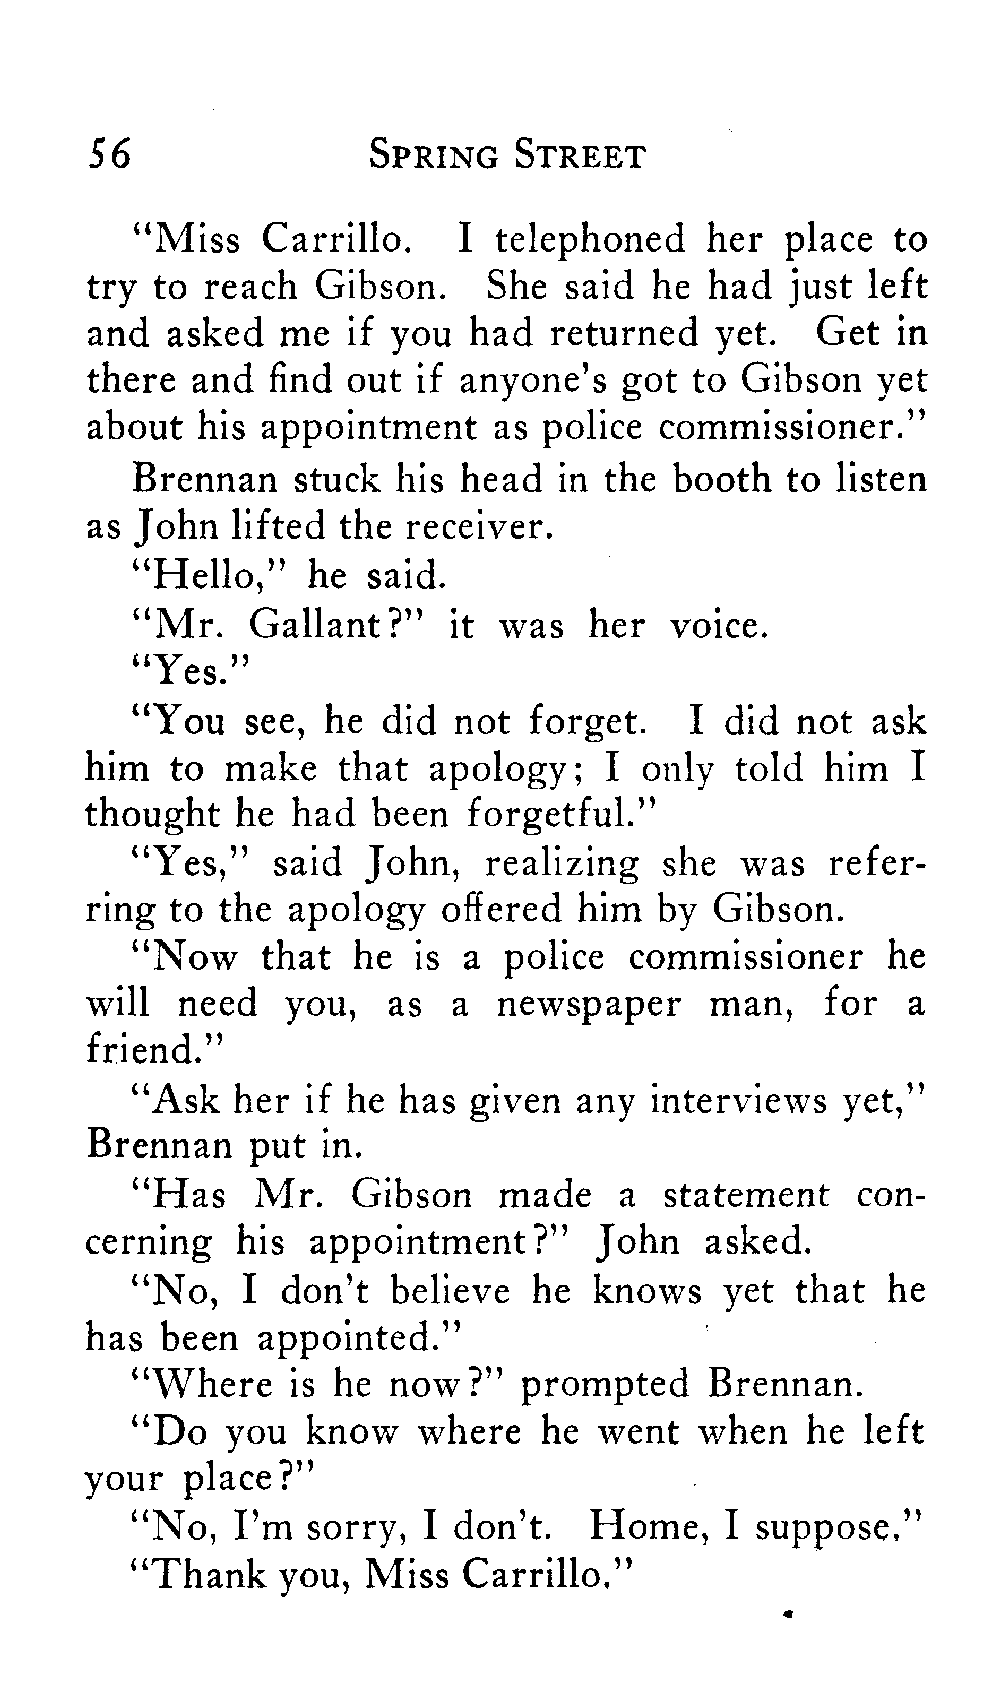 56 SPRING STREET
“Miss Carrillo. I telephoned her place to
try to reach Gibson. She said he had just left
and asked me if you had returned yet. Get in
there and find out if anyone’s got to Gibson yet
about his appointment as police commissioner.”
Brennan stuck his head in the booth to listen
as John lifted the receiver.
“Hello,” he said.
“Mr. Gallant?” it was her voice.
“Yes.”
“You see, he did not forget. I did not ask
him to make that apology; I only told him I
thought he had been forgetful.”
“Yes,” said John, realizing she was refer-
ring to the apology offered him by Gibson.
“Now that he is a police commissioner he
will need you, as a newspaper man, for a
friend.”
“Ask her if he has given any interviews yet,”
Brennan put in.
“Has Mr. Gibson made a statement con-
cerning his appointment?” John asked.
“No, I don’t believe he knows yet that he
has been appointed.”
“Where is he now?” prompted Brennan.
“Do you know where he went when he left
your place?”
“No, I’m sorry, I don’t. Home, I suppose.”
“Thank you, Miss Carrillo.”